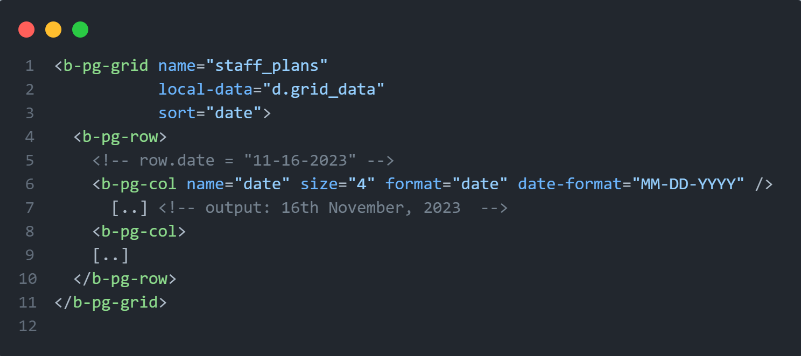 1 <b-pg-grid name="staff_plans"
2 local-data="d.grid_data"
3 sort="date">
4 <b-pg-row>
5 <!-- row.date = "11-16-2023" -->
6 <b-pg-col name="date" size="4" format="date" date-format="MM-DD-YYYY" />
7 [..] <!-- output: 16th November, 2023  -->
8 <b-pg-col>
9 [..]
10 </b-pg-row>
11 </b-pg-grid>
12